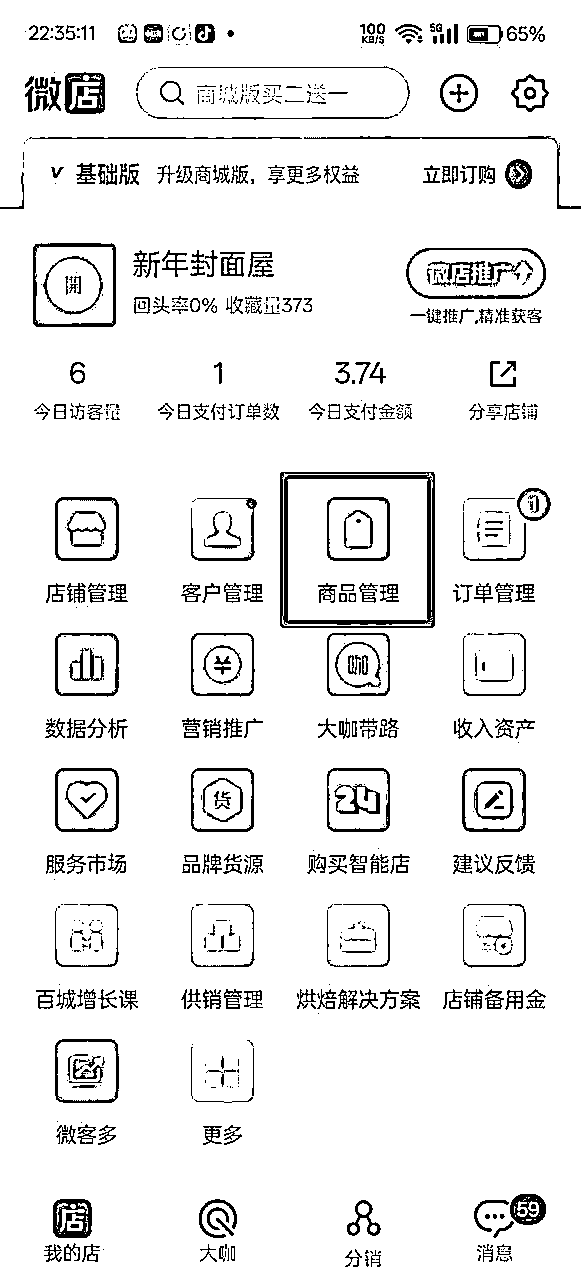 22:35:11 100 KB/S 5G 65%
微店 商城版买二送一
基础版 升级商城版，享更多权益 立即订购
開 新年封面屋 微店推广
回头率0% 收藏量373 一键推广,精准获客
6 1 3.74
今日访客量 今日支付订单数 今日支付金额 分享店铺
店铺管理 客户管理 商品管理 订单管理
数据分析 营销推广 大咖带路 收入资产
服务市场 品牌货源 购买智能店 建议反馈
百城增长课 供销管理 烘焙解决方案 店铺备用金
微客多 更多
59
我的店 大咖 分销 消息